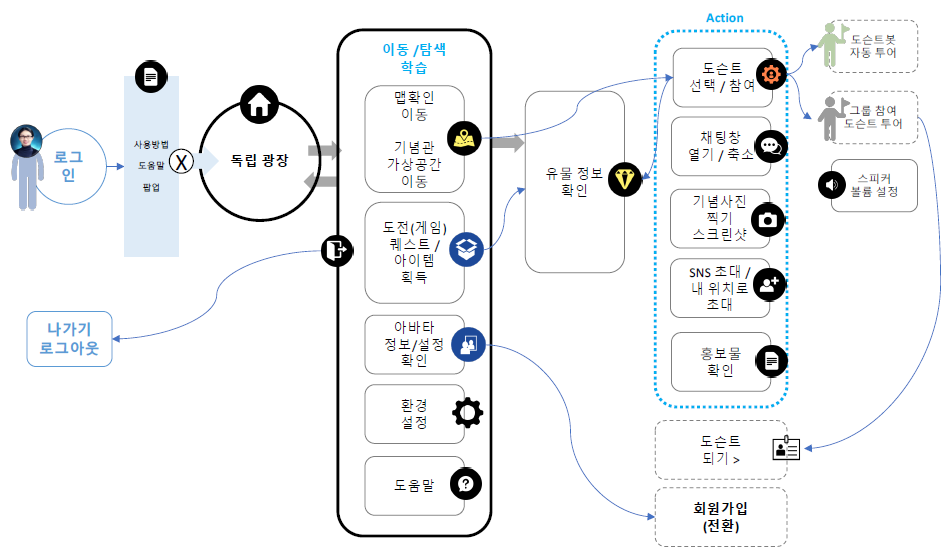 로그
인
사용방법
도움말
팝업
X
독립 광장
나가기
로그아웃
이동 /탐색
학습
맵확인
이동
기념관
가상공간
이동
도전(게임)
퀘스트 /
아이템
획득
아바타
정보/설정
확인
환경
설정
도움말
유물 정보
확인
Action
도슨트
선택 / 참여
채팅창
열기 / 축소
기념사진
찍기
스크린샷
SNS 초대 /
내 위치로
초대
홍보물
확인
도슨트봇
자동 투어
그룹 참여
도슨트 투어
스피커
볼륨 설정
도슨트
되기 >
회원가입
(전환)